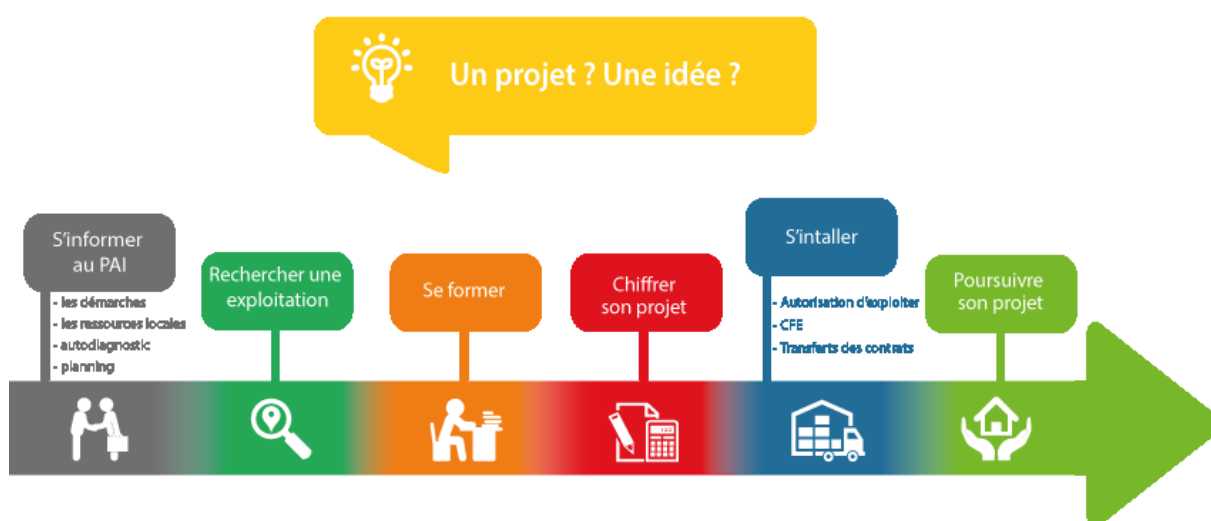 Un projet ? Une idée ?
S'informer
au PAI
- les démarches
- les ressources locales
- autodiagnostic
- planning
Rechercher une
exploitation
Se former
Chiffrer
son projet
S'intaller
- Autorisation d'exploiter
- CFE
- Transferts des contrats
Poursuivre
son projet